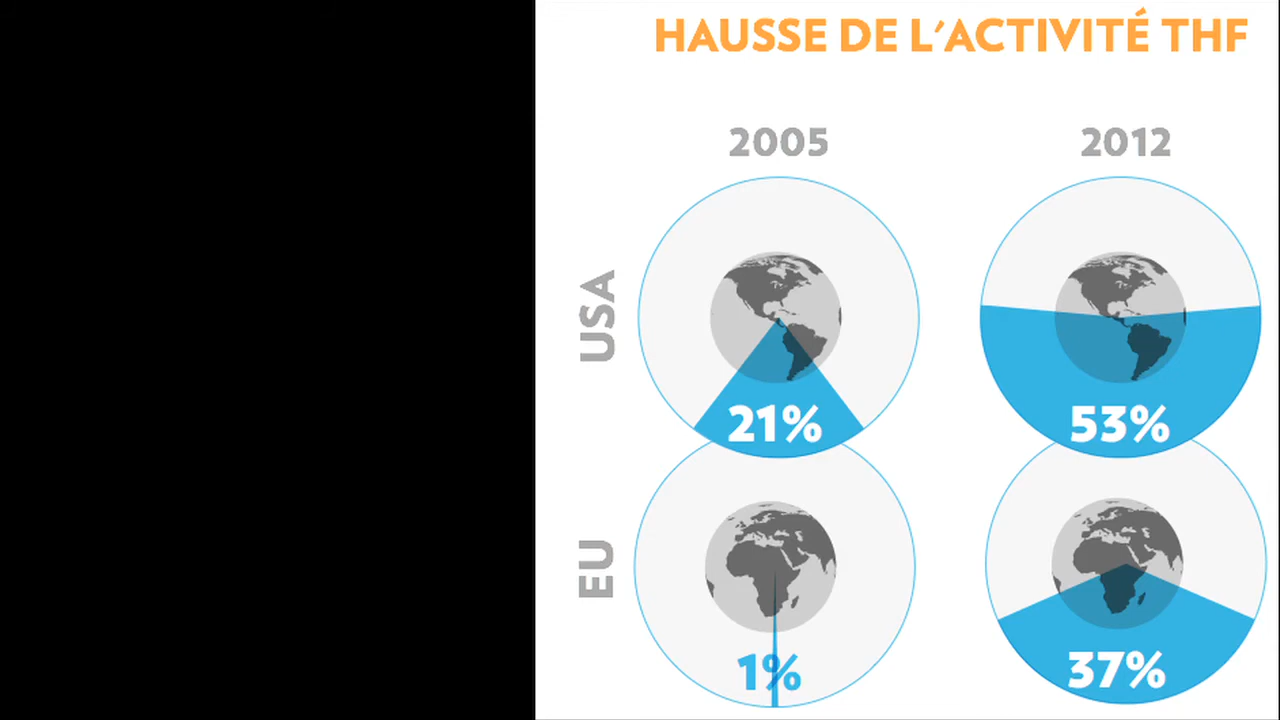 HAUSSE DE L'ACTIVITÉ THF
2005 2012
USA
21% 53%
EU
1% 37%